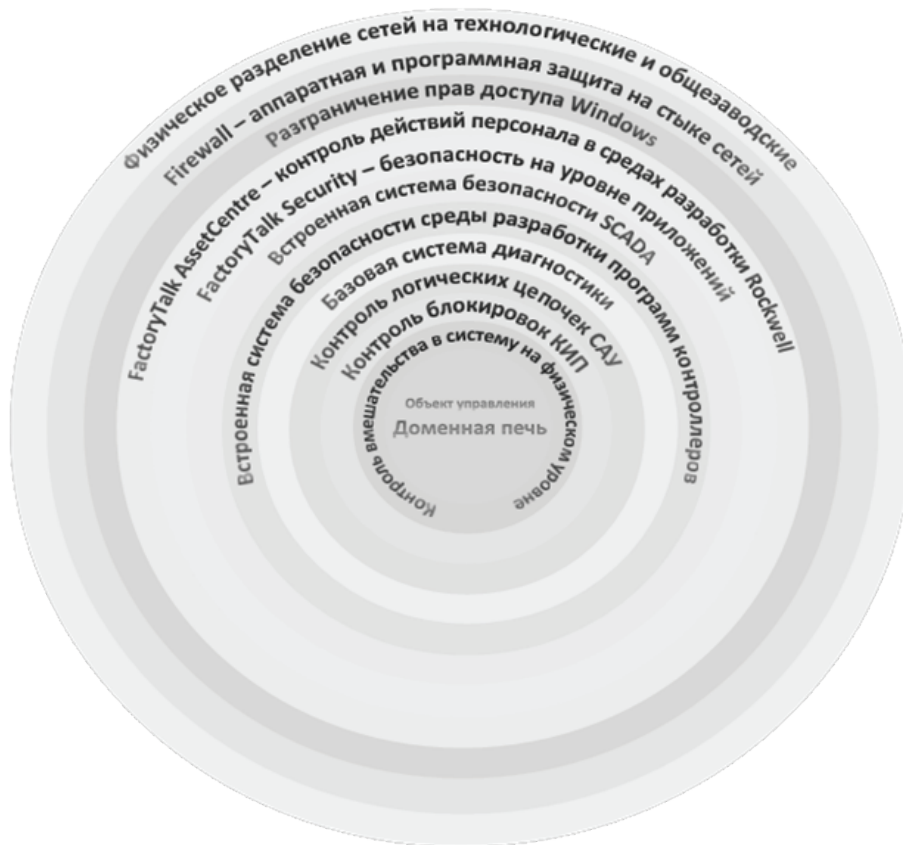 Физическое разделение сетей на технологические и общезаводские
Firewall – аппаратная и программная защита на стыке сетей
Разграничение прав доступа Windows
FactoryTalk AssetCentre – контроль действий персонала в средах разработки Rockwell
FactoryTalk Security – безопасность на уровне приложений
Встроенная система безопасности SCADA
Встроенная система безопасности среды разработки программ контроллеров
Базовая система диагностики
Контроль логических цепочек САУ
Контроль блокировок КИП
Контроль вмешательства в систему на физическом уровне
Объект управления
Доменная печь